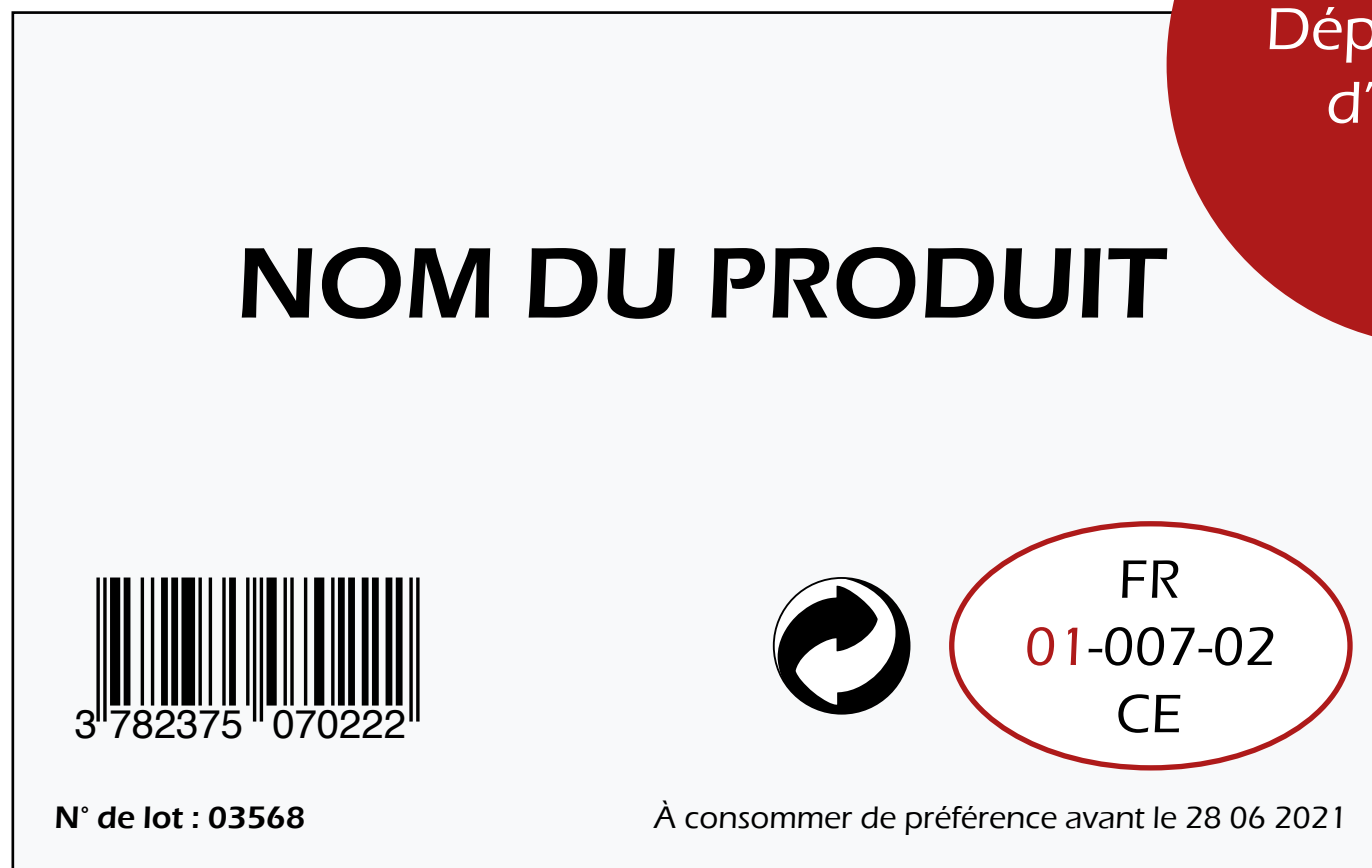 Dép
d'
NOM DU PRODUIT
FR
01-007-02
CE
3 782375 070222
N° de lot : 03568
À consommer de préférence avant le 28 06 2021